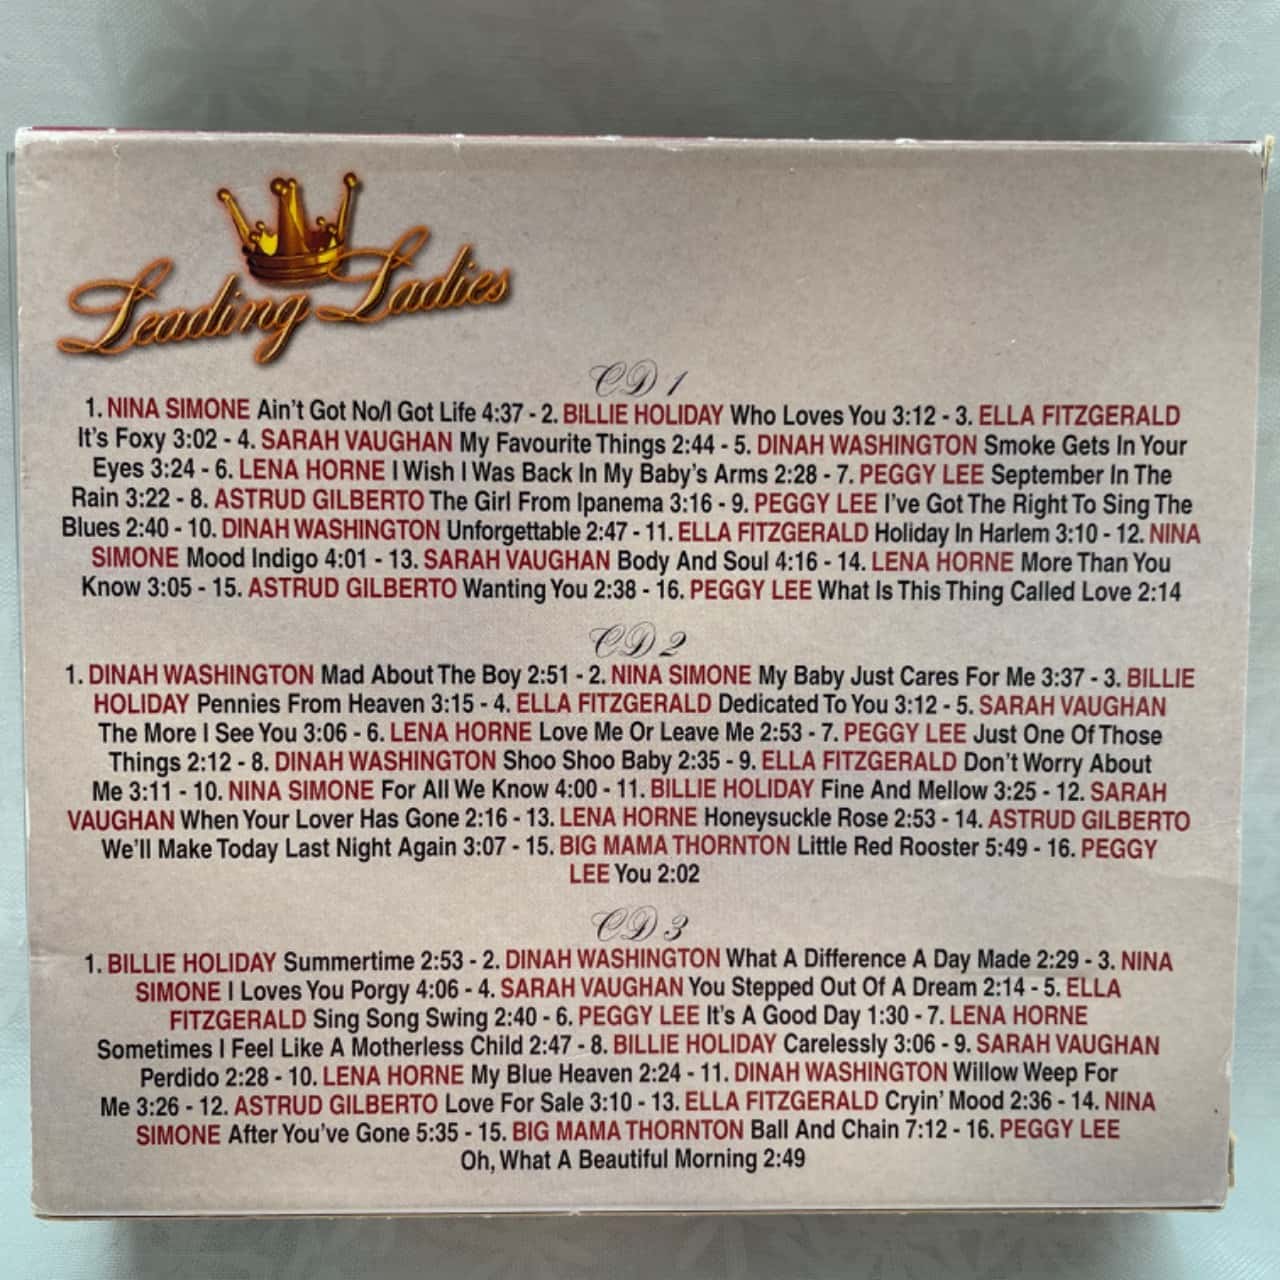 Leading Ladies
CD 1
1. NINA SIMONE Ain't Got No/I Got Life 4:37 - 2. BILLIE HOLIDAY Who Loves You 3:12 - 3. ELLA FITZGERALD
It's Foxy 3:02 - 4. SARAH VAUGHAN My Favourite Things 2:44 - 5. DINAH WASHINGTON Smoke Gets In Your
Eyes 3:24 - 6. LENA HORNE I Wish I Was Back In My Baby's Arms 2:28 - 7. PEGGY LEE September In The
Rain 3:22 - 8. ASTRUD GILBERTO The Girl From Ipanema 3:16 - 9. PEGGY LEE I've Got The Right To Sing The
Blues 2:40 - 10. DINAH WASHINGTON Unforgettable 2:47 - 11. ELLA FITZGERALD Holiday In Harlem 3:10 - 12. NINA
SIMONE Mood Indigo 4:01 - 13. SARAH VAUGHAN Body And Soul 4:16 - 14. LENA HORNE More Than You
Know 3:05 - 15. ASTRUD GILBERTO Wanting You 2:38 - 16. PEGGY LEE What Is This Thing Called Love 2:14
CD 2
1. DINAH WASHINGTON Mad About The Boy 2:51 - 2. NINA SIMONE My Baby Just Cares For Me 3:37 - 3. BILLIE
HOLIDAY Pennies From Heaven 3:15 - 4. ELLA FITZGERALD Dedicated To You 3:12 - 5. SARAH VAUGHAN
The More I See You 3:06 - 6. LENA HORNE Love Me Or Leave Me 2:53 - 7. PEGGY LEE Just One Of Those
Things 2:12 - 8. DINAH WASHINGTON Shoo Shoo Baby 2:35 - 9. ELLA FITZGERALD Don't Worry About
Me 3:11 - 10. NINA SIMONE For All We Know 4:00 - 11. BILLIE HOLIDAY Fine And Mellow 3:25 - 12. SARAH
VAUGHAN When Your Lover Has Gone 2:16 - 13. LENA HORNE Honeysuckle Rose 2:53 - 14. ASTRUD GILBERTO
We'll Make Today Last Night Again 3:07 - 15. BIG MAMA THORNTON Little Red Rooster 5:49 - 16. PEGGY
LEE You 2:02
CD 3
1. BILLIE HOLIDAY Summertime 2:53 - 2. DINAH WASHINGTON What A Difference A Day Made 2:29 - 3. NINA
SIMONE I Loves You Porgy 4:06 - 4. SARAH VAUGHAN You Stepped Out Of A Dream 2:14 - 5. ELLA
FITZGERALD Sing Song Swing 2:40 - 6. PEGGY LEE It's A Good Day 1:30 - 7. LENA HORNE
Sometimes I Feel Like A Motherless Child 2:47 - 8. BILLIE HOLIDAY Carelessly 3:06 - 9. SARAH VAUGHAN
Perdido 2:28 - 10. LENA HORNE My Blue Heaven 2:24 - 11. DINAH WASHINGTON Willow Weep For
Me 3:26 - 12. ASTRUD GILBERTO Love For Sale 3:10 - 13. ELLA FITZGERALD Cryin' Mood 2:36 - 14. NINA
SIMONE After You've Gone 5:35 - 15. BIG MAMA THORNTON Ball And Chain 7:12 - 16. PEGGY LEE
Oh, What A Beautiful Morning 2:49